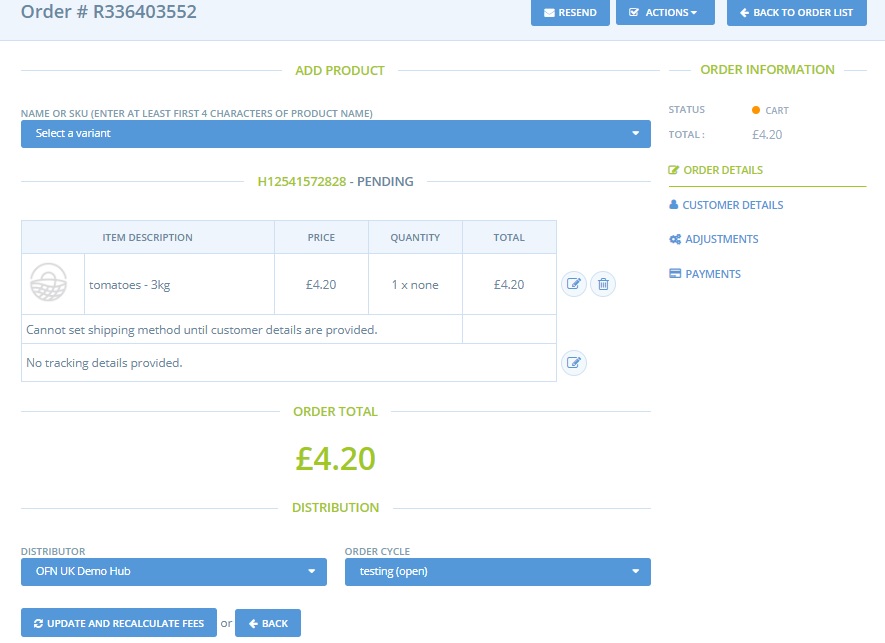 Order # R336403552
RESEND
ACTIONS
BACK TO ORDER LIST
ADD PRODUCT
NAME OR SKU (ENTER AT LEAST FIRST 4 CHARACTERS OF PRODUCT NAME)
Select a variant
H12541572828 - PENDING
ITEM DESCRIPTION PRICE QUANTITY TOTAL
tomatoes - 3kg £4.20 1 x none £4.20
Cannot set shipping method until customer details are provided.
No tracking details provided.
ORDER TOTAL
£4.20
DISTRIBUTION
DISTRIBUTOR
OFN UK Demo Hub
ORDER CYCLE
testing (open)
UPDATE AND RECALCULATE FEES or BACK
ORDER INFORMATION
STATUS CART
TOTAL : £4.20
ORDER DETAILS
CUSTOMER DETAILS
ADJUSTMENTS
PAYMENTS